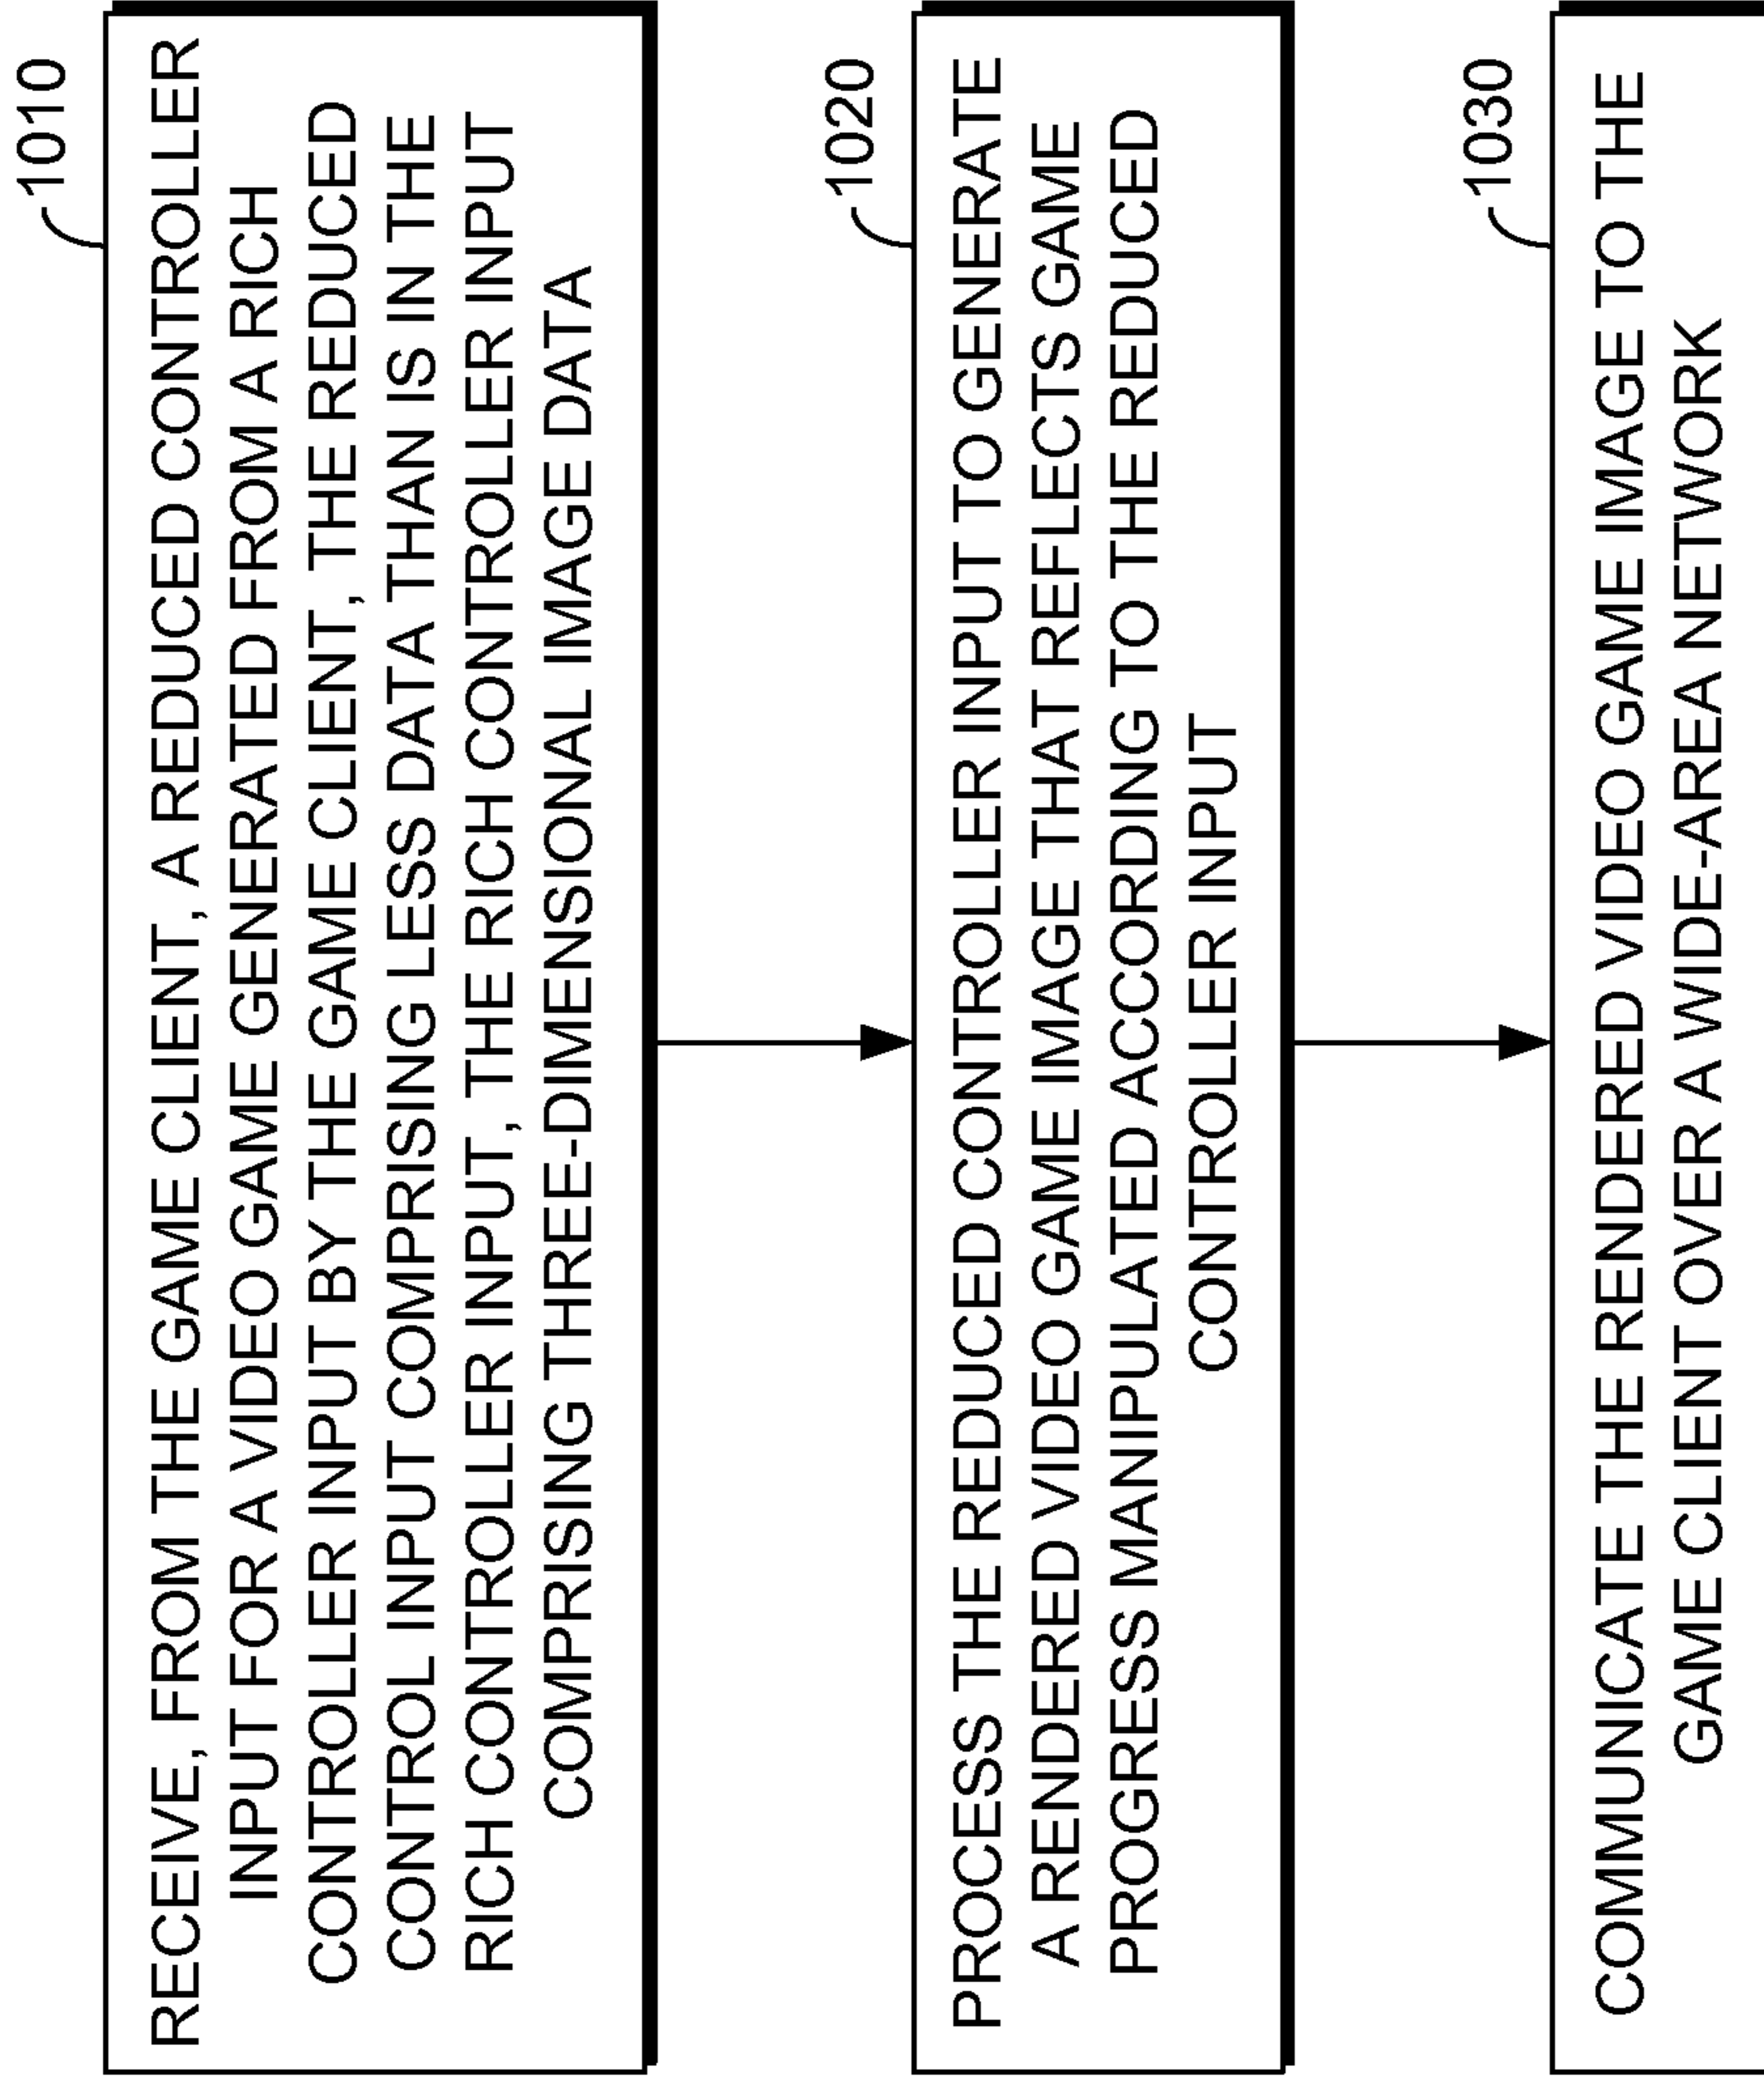 1010
RECEIVE, FROM THE GAME CLIENT, A REDUCED CONTROLLER
INPUT FOR A VIDEO GAME GENERATED FROM A RICH
CONTROLLER INPUT BY THE GAME CLIENT, THE REDUCED
CONTROL INPUT COMPRISING LESS DATA THAN IS IN THE
RICH CONTROLLER INPUT, THE RICH CONTROLLER INPUT
COMPRISING THREE-DIMENSIONAL IMAGE DATA
1020
PROCESS THE REDUCED CONTROLLER INPUT TO GENERATE
A RENDERED VIDEO GAME IMAGE THAT REFLECTS GAME
PROGRESS MANIPULATED ACCORDING TO THE REDUCED
CONTROLLER INPUT
1030
COMMUNICATE THE RENDERED VIDEO GAME IMAGE TO THE
GAME CLIENT OVER A WIDE-AREA NETWORK